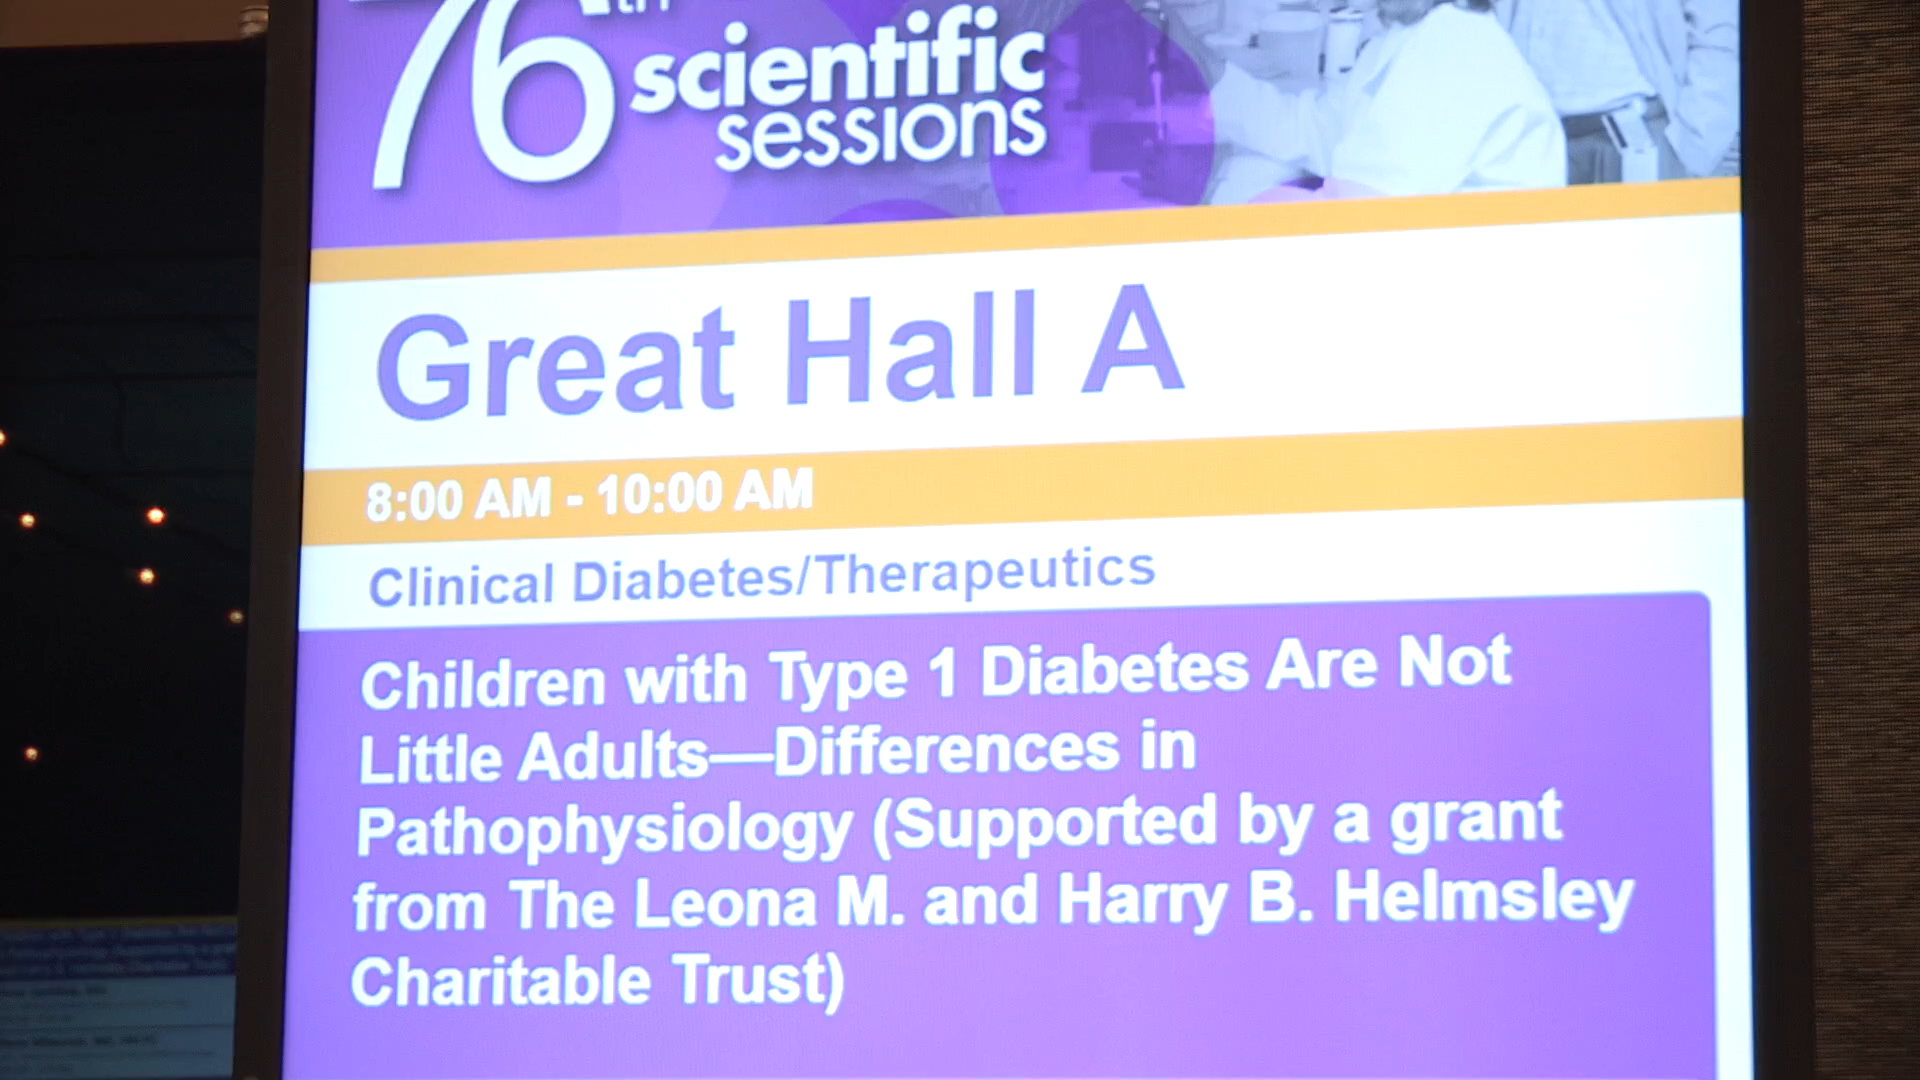 76th
scientific
sessions
Great Hall A
8:00 AM - 10:00 AM
Clinical Diabetes/Therapeutics
Children with Type 1 Diabetes Are Not
Little Adults—Differences in
Pathophysiology (Supported by a grant
from The Leona M. and Harry B. Helmsley
Charitable Trust)